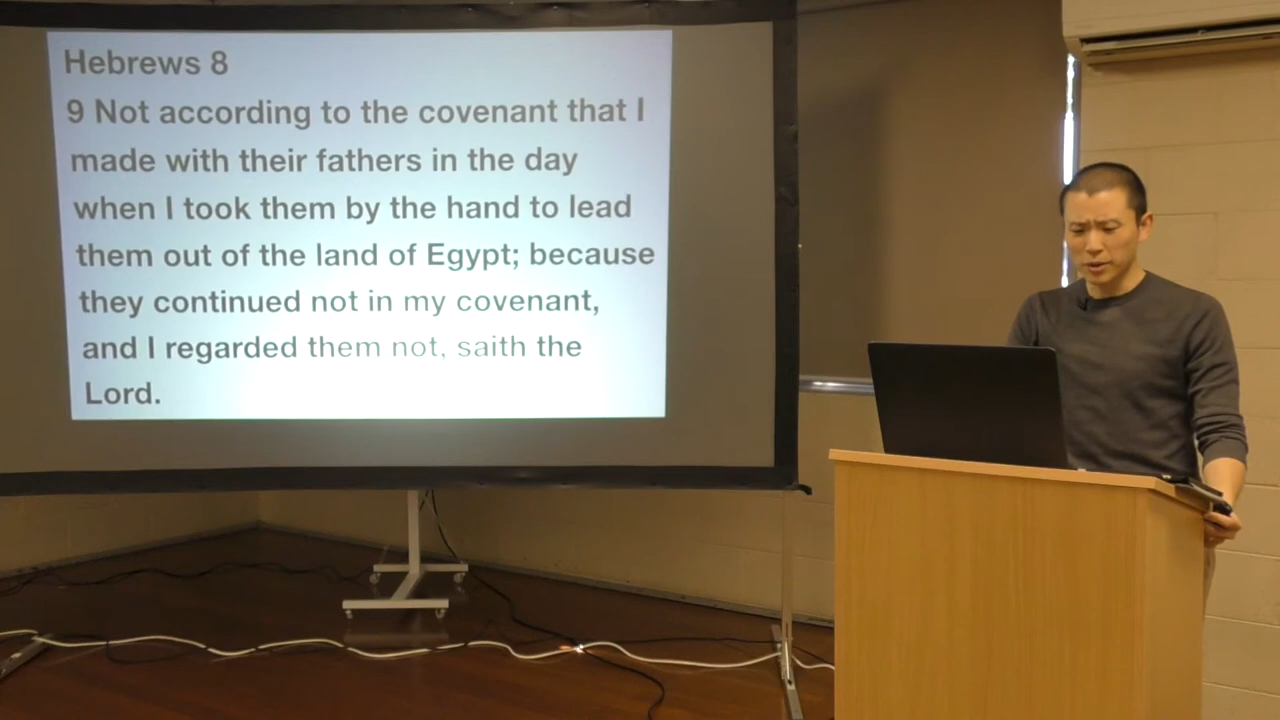 Hebrews 8
9 Not according to the covenant that I
made with their fathers in the day
when I took them by the hand to lead
them out of the land of Egypt; because
they continued not in my covenant,
and I regarded them not, saith the
Lord.